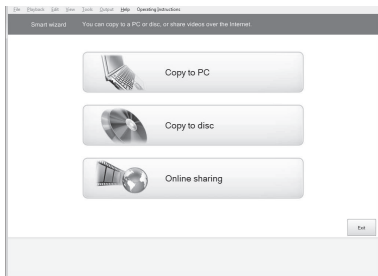 File Playback Edit View Tools Output Help Operating Instructions
Smart wizard You can copy to a PC or disc, or share videos over the Internet.
Copy to PC
Copy to disc
Online sharing
Exit